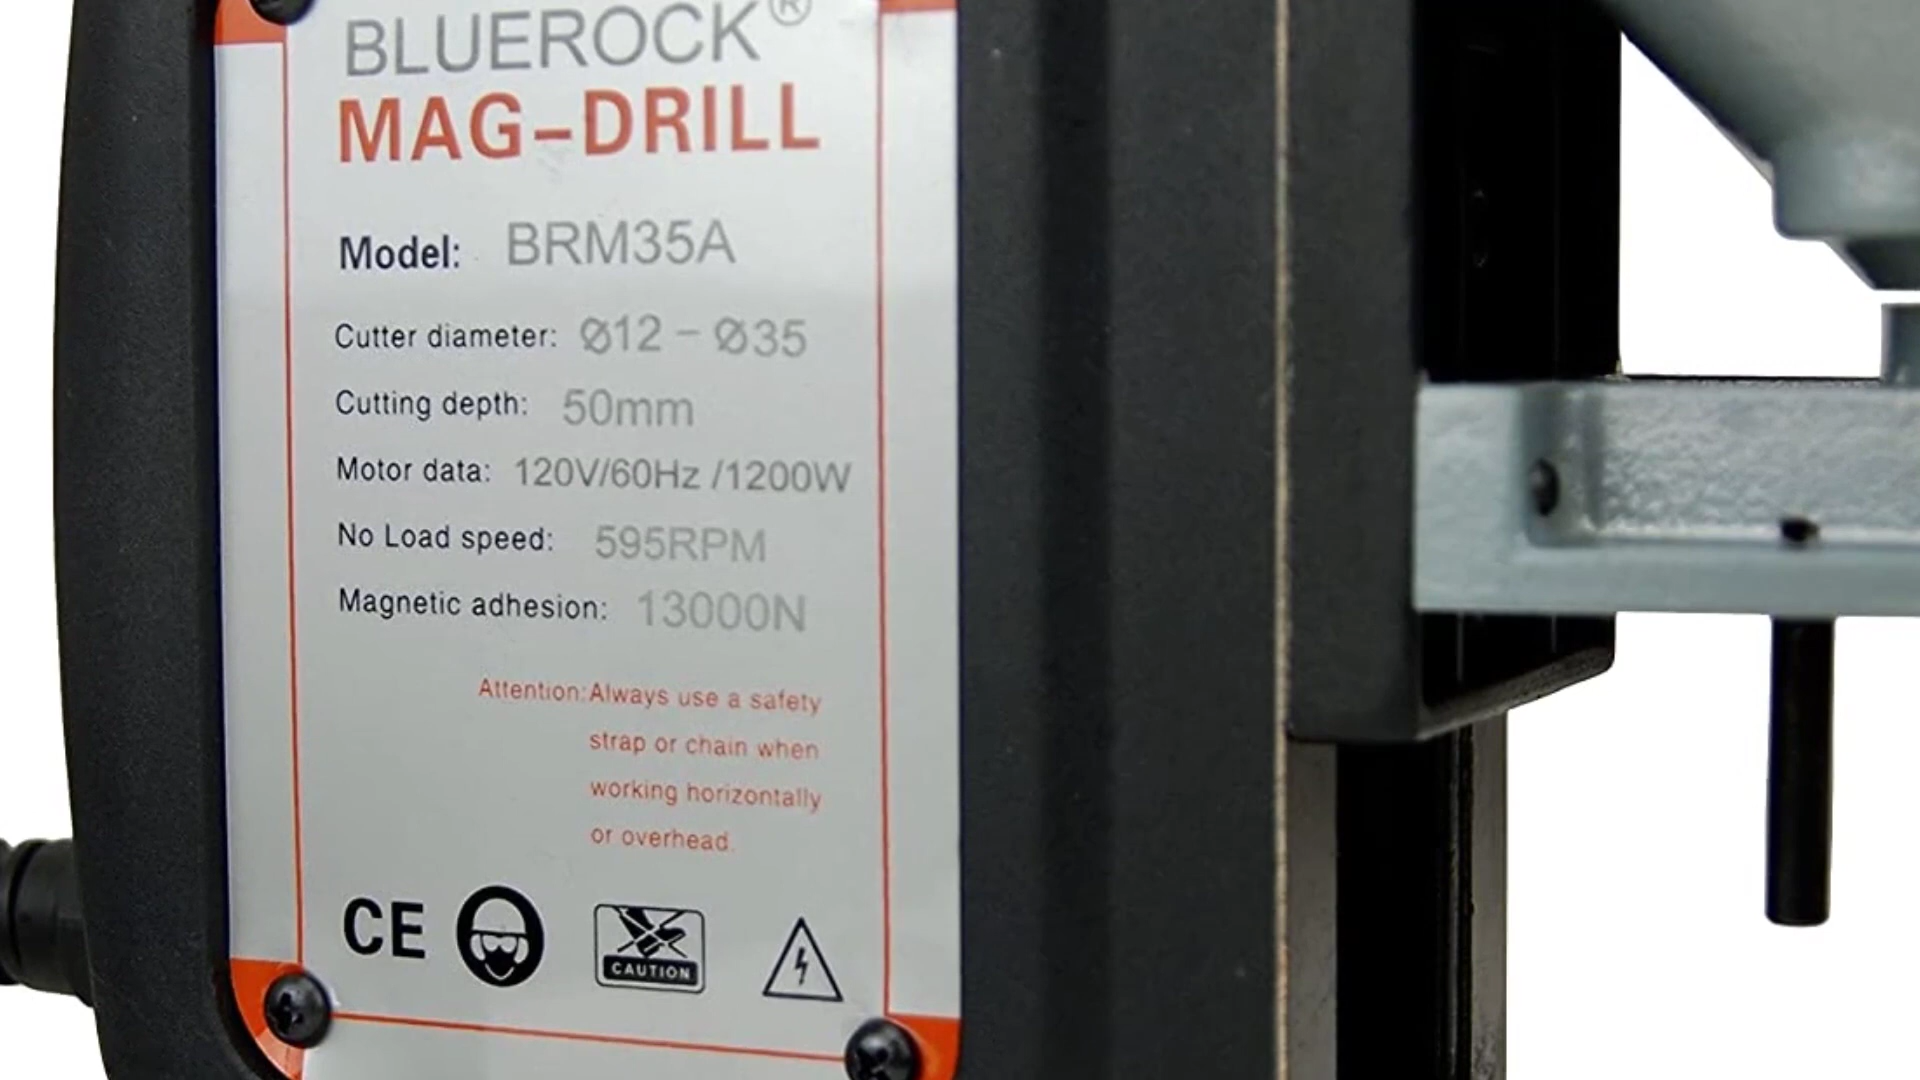 BLUEROCK®
MAG-DRILL
Model: BRM35A
Cutter diameter: Ø12 - Ø35
Cutting depth: 50mm
Motor data: 120V/60Hz /1200W
No Load speed: 595RPM
Magnetic adhesion: 13000N
Attention:Always use a safety
strap or chain when
working horizontally
or overhead.
CE
CAUTION